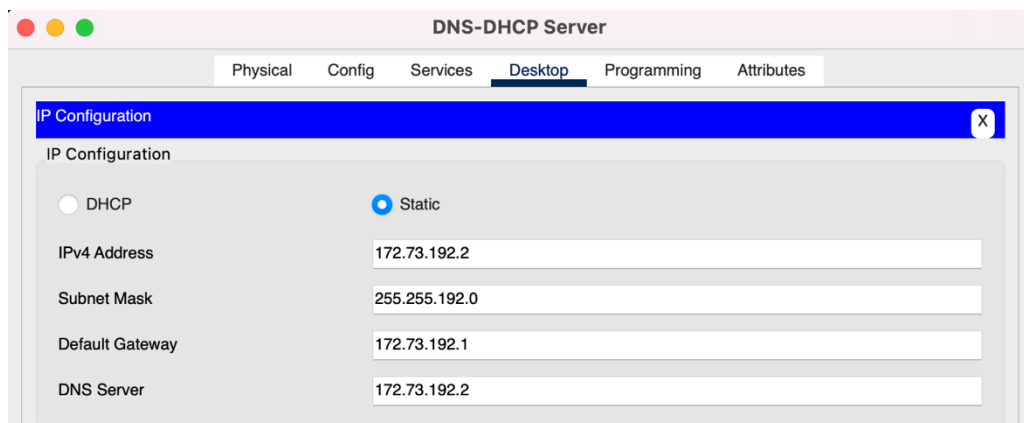 DNS-DHCP Server
Physical Config Services Desktop Programming Attributes
IP Configuration X
IP Configuration
DHCP Static
IPv4 Address 172.73.192.2
Subnet Mask 255.255.192.0
Default Gateway 172.73.192.1
DNS Server 172.73.192.2